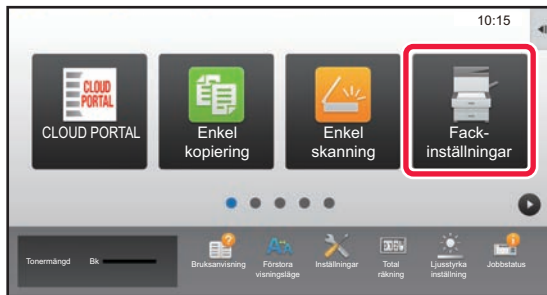 10:15
CLOUD
PORTAL
CLOUD PORTAL
Enkel
kopiering
Enkel
skanning
Fack-
inställningar
Tonermängd Bk
Bruksanvisning
Förstora
visningsläge
Inställningar
Total
räkning
Ljusstyrka
inställning
Jobbstatus